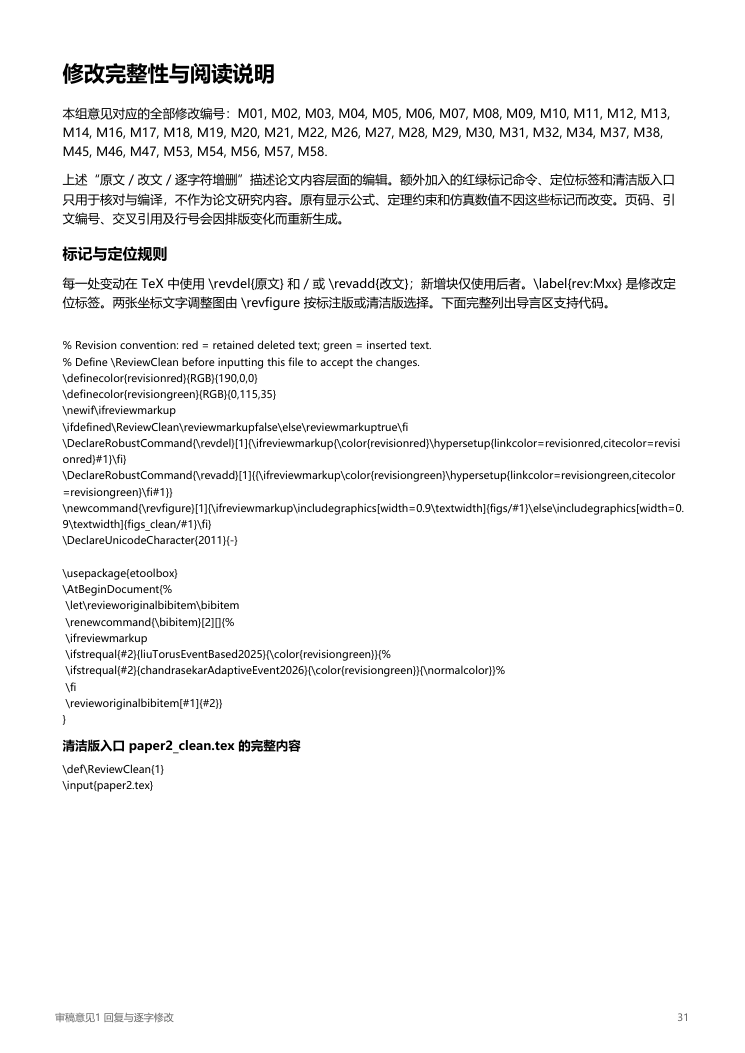 修改完整性与阅读说明
本组意见对应的全部修改编号：M01, M02, M03, M04, M05, M06, M07, M08, M09, M10, M11, M12, M13,
M14, M16, M17, M18, M19, M20, M21, M22, M26, M27, M28, M29, M30, M31, M32, M34, M37, M38,
M45, M46, M47, M53, M54, M56, M57, M58.
上述“原文 / 改文 / 逐字符增删”描述论文内容层面的编辑。额外加入的红绿标记命令、定位标签和清洁版入口
只用于核对与编译，不作为论文研究内容。原有显示公式、定理约束和仿真数值不因这些标记而改变。页码、引
文编号、交叉引用及行号会因排版变化而重新生成。
标记与定位规则
每一处变动在 TeX 中使用 \revdel{原文} 和 / 或 \revadd{改文}；新增块仅使用后者。\label{rev:Mxx} 是修改定
位标签。两张坐标文字调整图由 \revfigure 按标注版或清洁版选择。下面完整列出导言区支持代码。
% Revision convention: red = retained deleted text; green = inserted text.
% Define \ReviewClean before inputting this file to accept the changes.
\definecolor{revisionred}{RGB}{190,0,0}
\definecolor{revisiongreen}{RGB}{0,115,35}
\newif\ifreviewmarkup
\ifdefined\ReviewClean\reviewmarkupfalse\else\reviewmarkuptrue\fi
\DeclareRobustCommand{\revdel}[1]{\ifreviewmarkup{\color{revisionred}\hypersetup{linkcolor=revisionred,citecolor=revisi
onred}#1}\fi}
\DeclareRobustCommand{\revadd}[1]{{\ifreviewmarkup\color{revisiongreen}\hypersetup{linkcolor=revisiongreen,citecolor
=revisiongreen}\fi#1}}
\newcommand{\revfigure}[1]{\ifreviewmarkup\includegraphics[width=0.9\textwidth]{figs/#1}\else\includegraphics[width=0.
9\textwidth]{figs_clean/#1}\fi}
\DeclareUnicodeCharacter{2011}{-}
\usepackage{etoolbox}
\AtBeginDocument{%
\let\revieworiginalbibitem\bibitem
\renewcommand{\bibitem}[2][]{%
\ifreviewmarkup
\ifstrequal{#2}{liuTorusEventBased2025}{\color{revisiongreen}}{%
\ifstrequal{#2}{chandrasekarAdaptiveEvent2026}{\color{revisiongreen}}{\normalcolor}}%
\fi
\revieworiginalbibitem[#1]{#2}}
}
清洁版入口 paper2_clean.tex 的完整内容
\def\ReviewClean{1}
\input{paper2.tex}
审稿意见1 回复与逐字修改
31